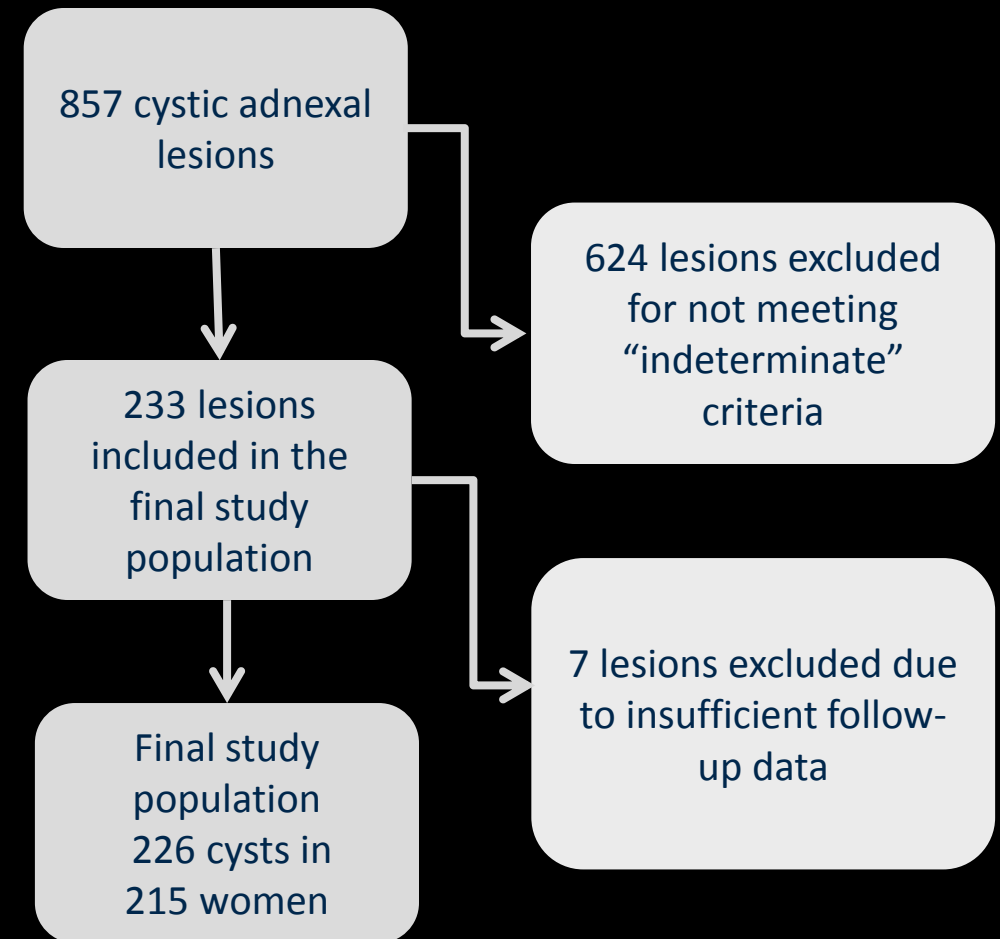 857 cystic adnexal
lesions
624 lesions excluded
for not meeting
“indeterminate”
criteria
233 lesions
included in the
final study
population
7 lesions excluded due
to insufficient follow-
up data
Final study
population
226 cysts in
215 women